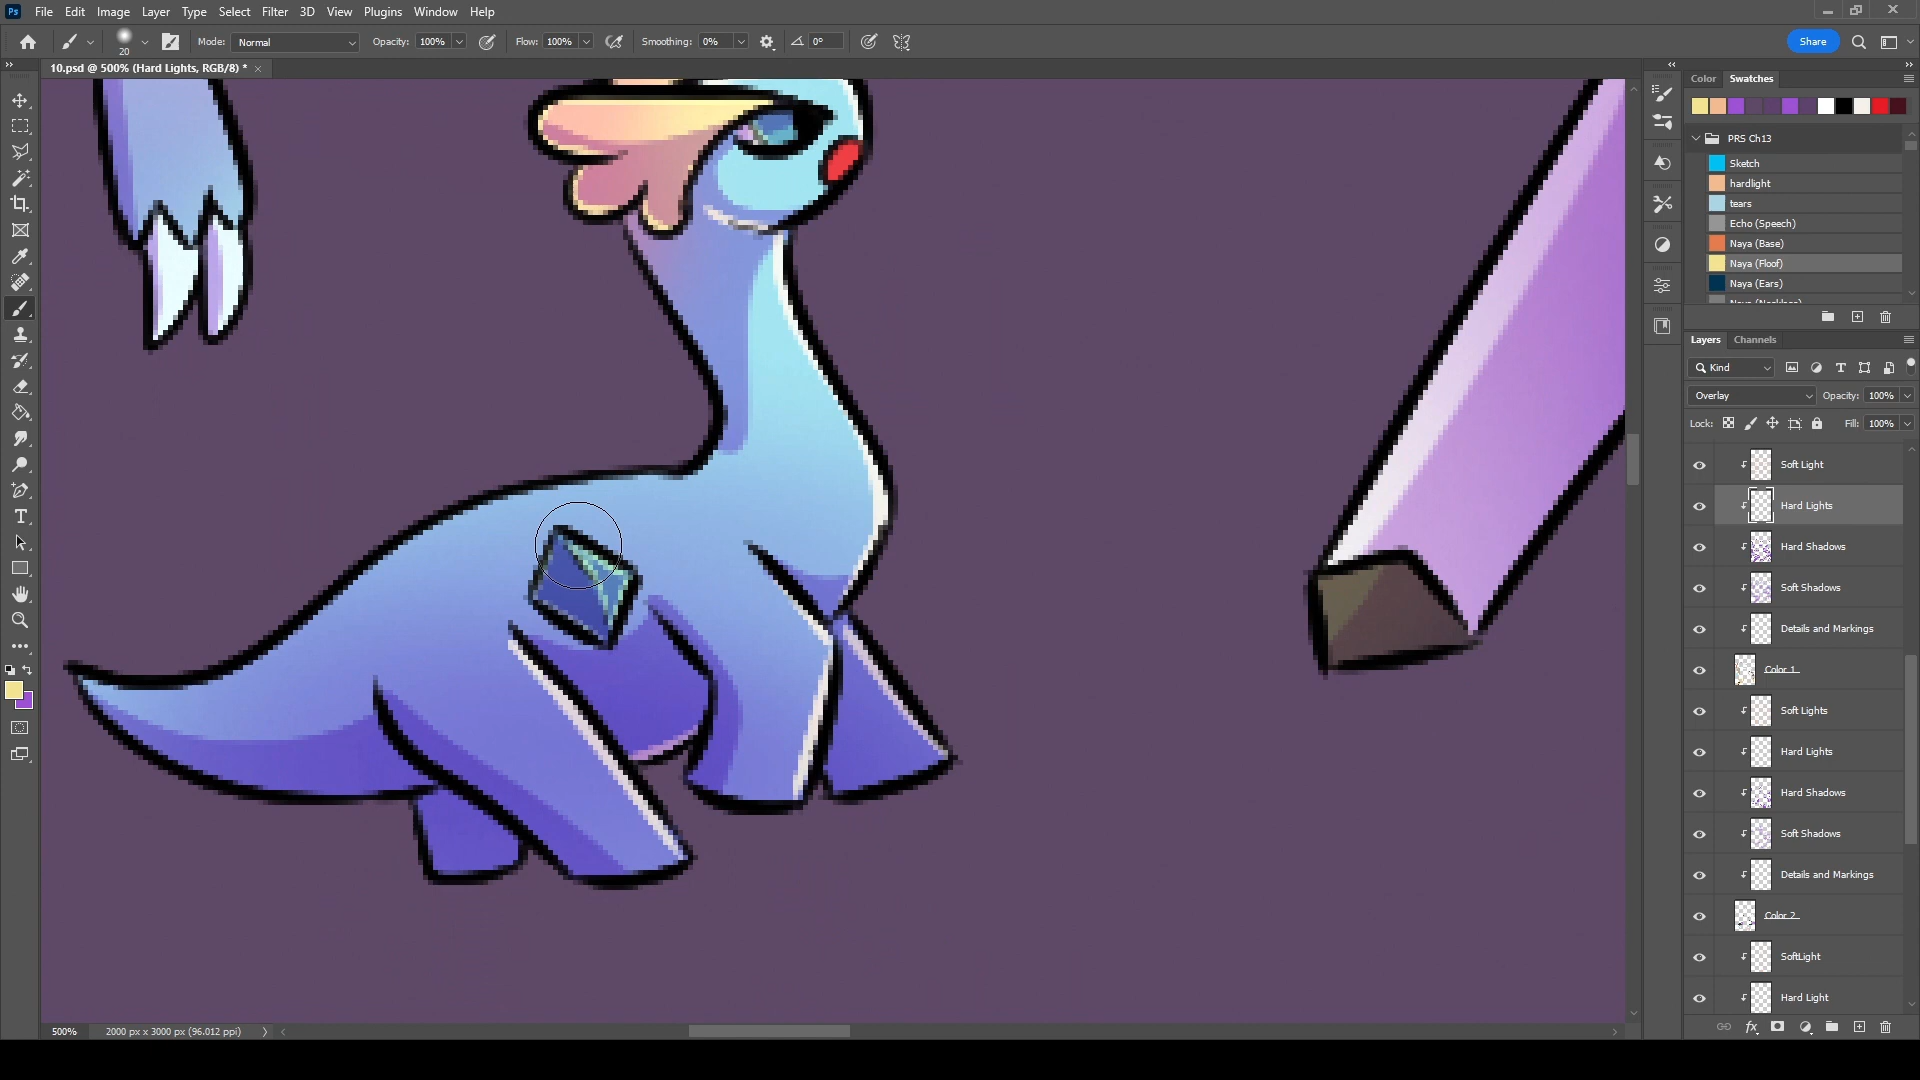 Ps File Edit Image Layer Type Select Filter 3D View Plugins Window Help
20 Mode: Normal Opacity: 100% Flow: 100% Smoothing: 0% 0° Share
10.psd @ 500% (Hard Lights, RGB/8) *
Color Swatches
PRS Ch13
Sketch
hardlight
tears
Echo (Speech)
Naya (Base)
Naya (Floof)
Naya (Ears)
Layers Channels
Kind
Overlay Opacity: 100%
Lock: Fill: 100%
Soft Light
Hard Lights
Hard Shadows
Soft Shadows
Details and Markings
Color 1
Soft Lights
Hard Lights
Hard Shadows
Soft Shadows
Details and Markings
Color 2
SoftLight
Hard Light
fx
500% 2000 px x 3000 px (96.012 ppi)